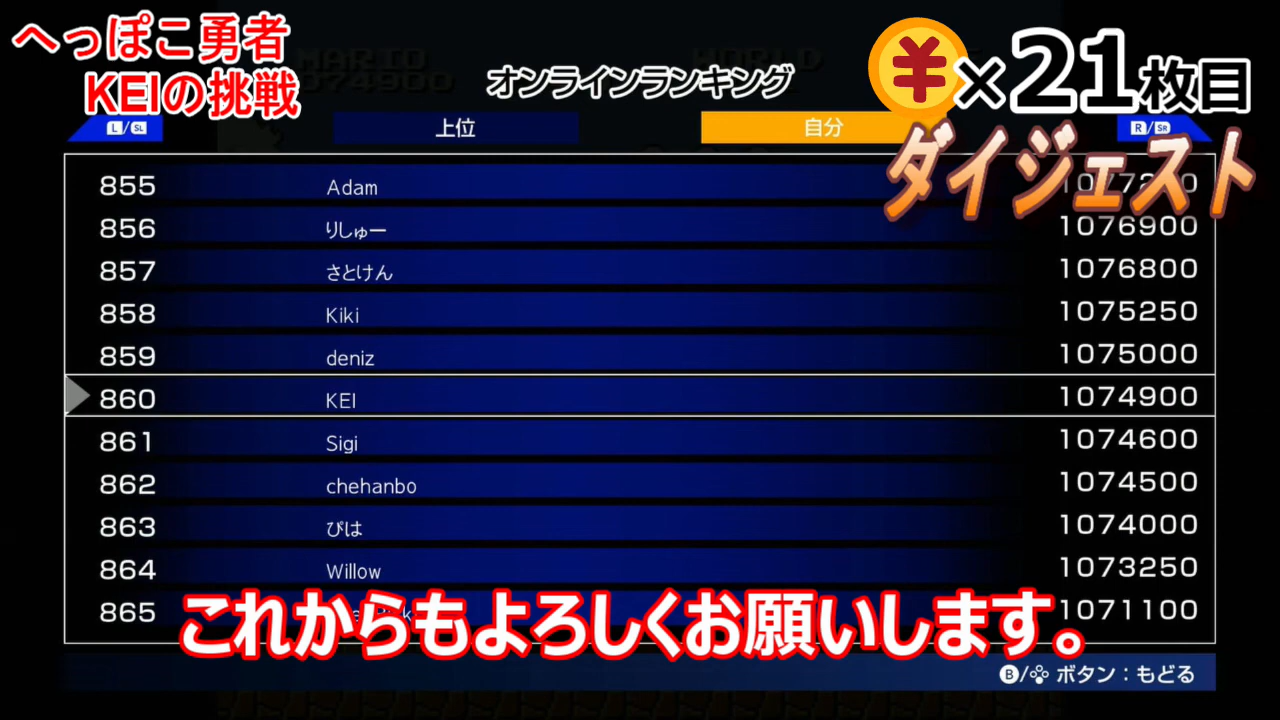 へっぽこ勇者
KEIの挑戦
MARIO
074900
WORLD
オンラインランキング
¥×21枚目
ダイジェスト
L/SL
上位
自分
R/SR
855 Adam
856 りしゅー 1076900
857 さとけん 1076800
858 Kiki 1075250
859 deniz 1075000
860 KEI 1074900
861 Sigi 1074600
862 chehanbo 1074500
863 ぴは 1074000
864 Willow 1073250
865 1071100
これからもよろしくお願いします。
B/ ボタン：もどる